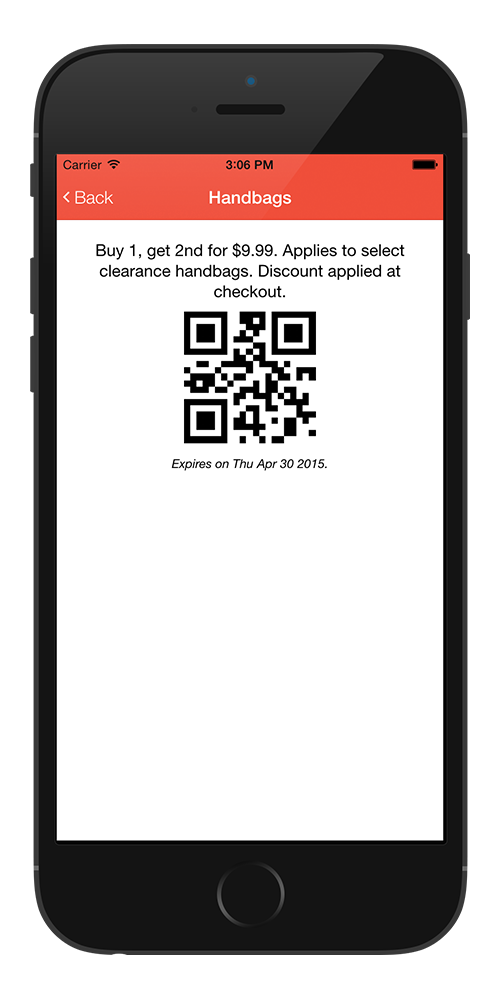 Carrier 3:06 PM
Back Handbags
Buy 1, get 2nd for $9.99. Applies to select
clearance handbags. Discount applied at
checkout.
Expires on Thu Apr 30 2015.